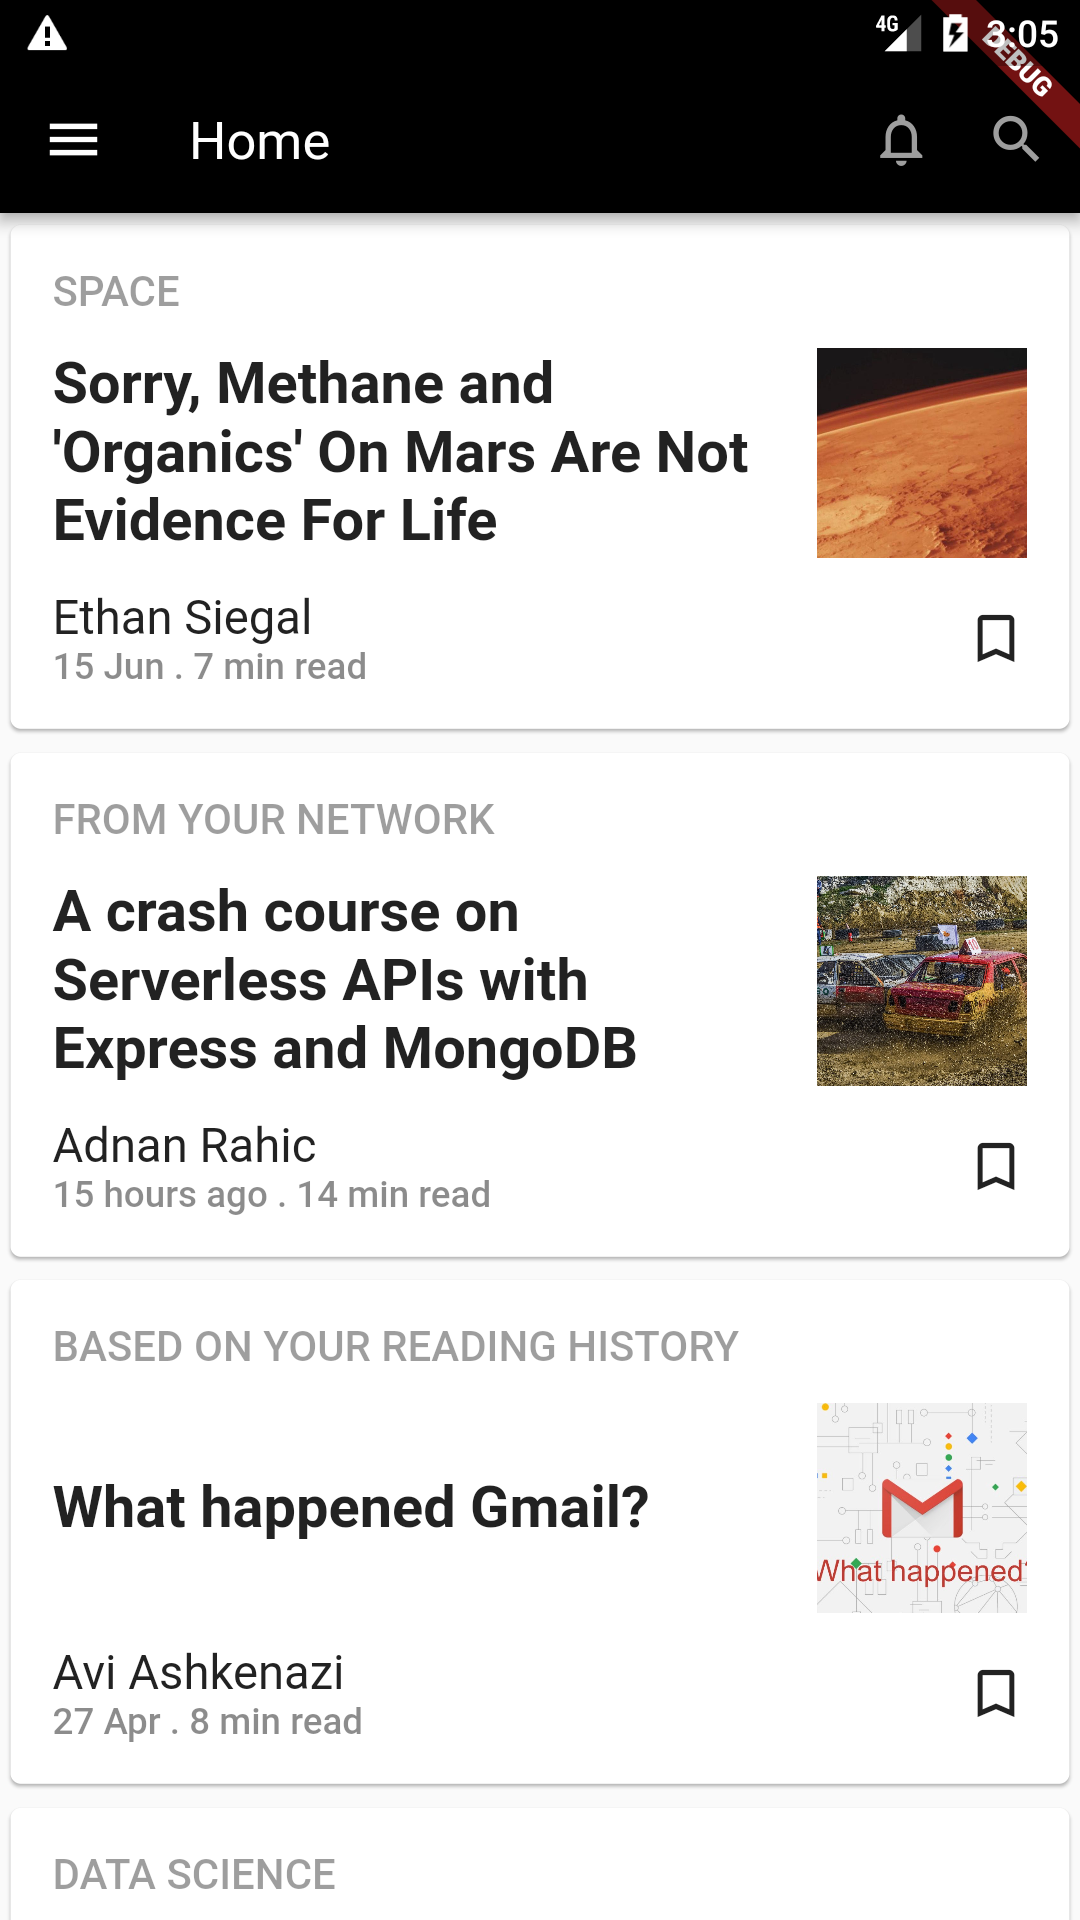 4G 3:05
DEBUG
Home
SPACE
Sorry, Methane and
'Organics' On Mars Are Not
Evidence For Life
Ethan Siegal
15 Jun . 7 min read
FROM YOUR NETWORK
A crash course on
Serverless APIs with
Express and MongoDB
Adnan Rahic
15 hours ago . 14 min read
BASED ON YOUR READING HISTORY
What happened Gmail?
What happened?
Avi Ashkenazi
27 Apr . 8 min read
DATA SCIENCE